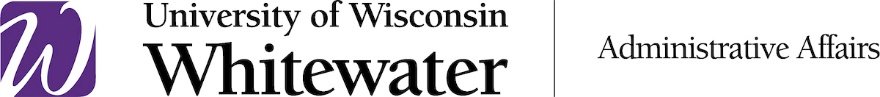 W
University of Wisconsin
Whitewater
Administrative Affairs